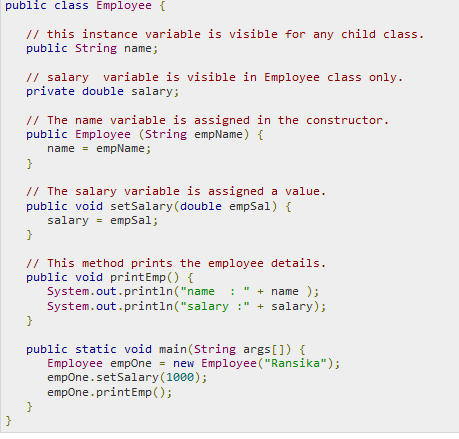 public class Employee {
// this instance variable is visible for any child class.
public String name;
// salary  variable is visible in Employee class only.
private double salary;
// The name variable is assigned in the constructor.
public Employee (String empName) {
name = empName;
}
// The salary variable is assigned a value.
public void setSalary(double empSal) {
salary = empSal;
}
// This method prints the employee details.
public void printEmp() {
System.out.println("name  : " + name );
System.out.println("salary :" + salary);
}
public static void main(String args[]) {
Employee empOne = new Employee("Ransika");
empOne.setSalary(1000);
empOne.printEmp();
}
}